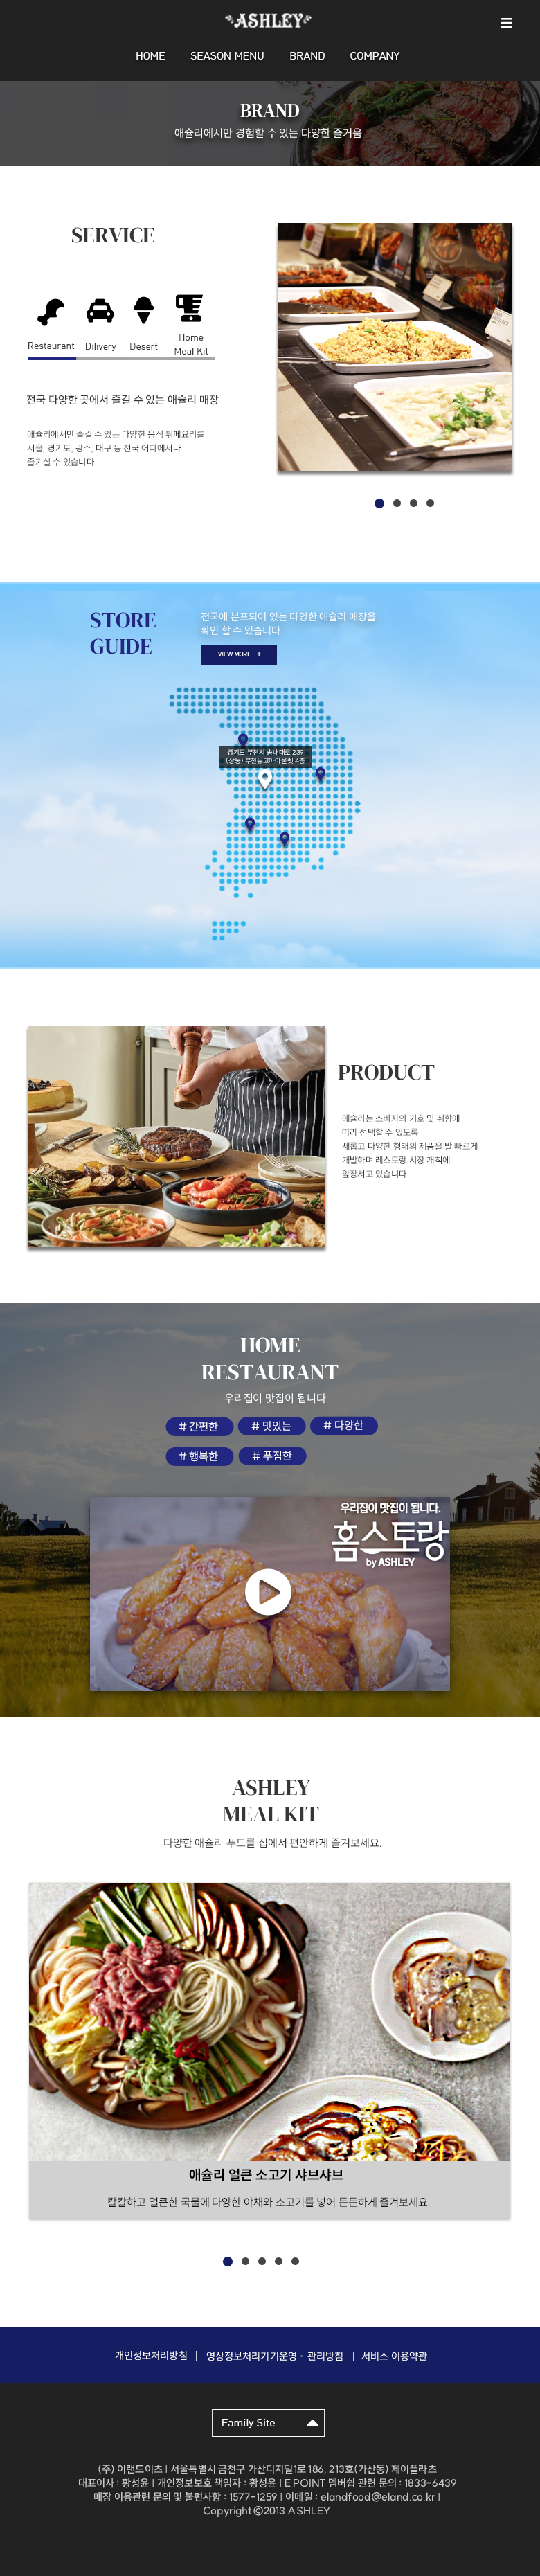 ASHLEY
HOME SEASON MENU BRAND COMPANY
BRAND
애슐리에서만 경험할 수 있는 다양한 즐거움
SERVICE
Restaurant Dilivery Desert Home
Meal Kit
전국 다양한 곳에서 즐길 수 있는 애슐리 매장
애슐리에서만 즐길 수 있는 다양한 음식 뷔페요리를
서울, 경기도, 광주, 대구 등 전국 어디에서나
즐기실 수 있습니다.
STORE
GUIDE
전국에 분포되어 있는 다양한 애슐리 매장을
확인 할 수 있습니다.
VIEW MORE +
경기도 부천시 송내대로 239
(상동) 부천뉴코아아울렛 4층
PRODUCT
애슐리는 소비자의 기호 및 취향에
따라 선택할 수 있도록
새롭고 다양한 형태의 제품을 발 빠르게
개발하며 레스토랑 시장 개척에
앞장서고 있습니다.
HOME
RESTAURANT
우리집이 맛집이 됩니다.
# 간편한 # 맛있는 # 다양한
# 행복한 # 푸짐한
우리집이 맛집이 됩니다.
홈스토랑
by ASHLEY
ASHLEY
MEAL KIT
다양한 애슐리 푸드를 집에서 편안하게 즐겨보세요.
애슐리 얼큰 소고기 샤브샤브
칼칼하고 얼큰한 국물에 다양한 야채와 소고기를 넣어 든든하게 즐겨보세요.
개인정보처리방침 | 영상정보처리기기운영 · 관리방침 | 서비스 이용약관
Family Site
(주) 이랜드이츠 | 서울특별시 금천구 가산디지털1로 186, 213호(가산동) 제이플라츠
대표이사 : 황성윤 | 개인정보보호 책임자 : 황성윤 | E POINT 멤버쉽 관련 문의 : 1833-6439
매장 이용관련 문의 및 불편사항 : 1577-1259 | 이메일 : elandfood@eland.co.kr |
Copyright©2013 ASHLEY